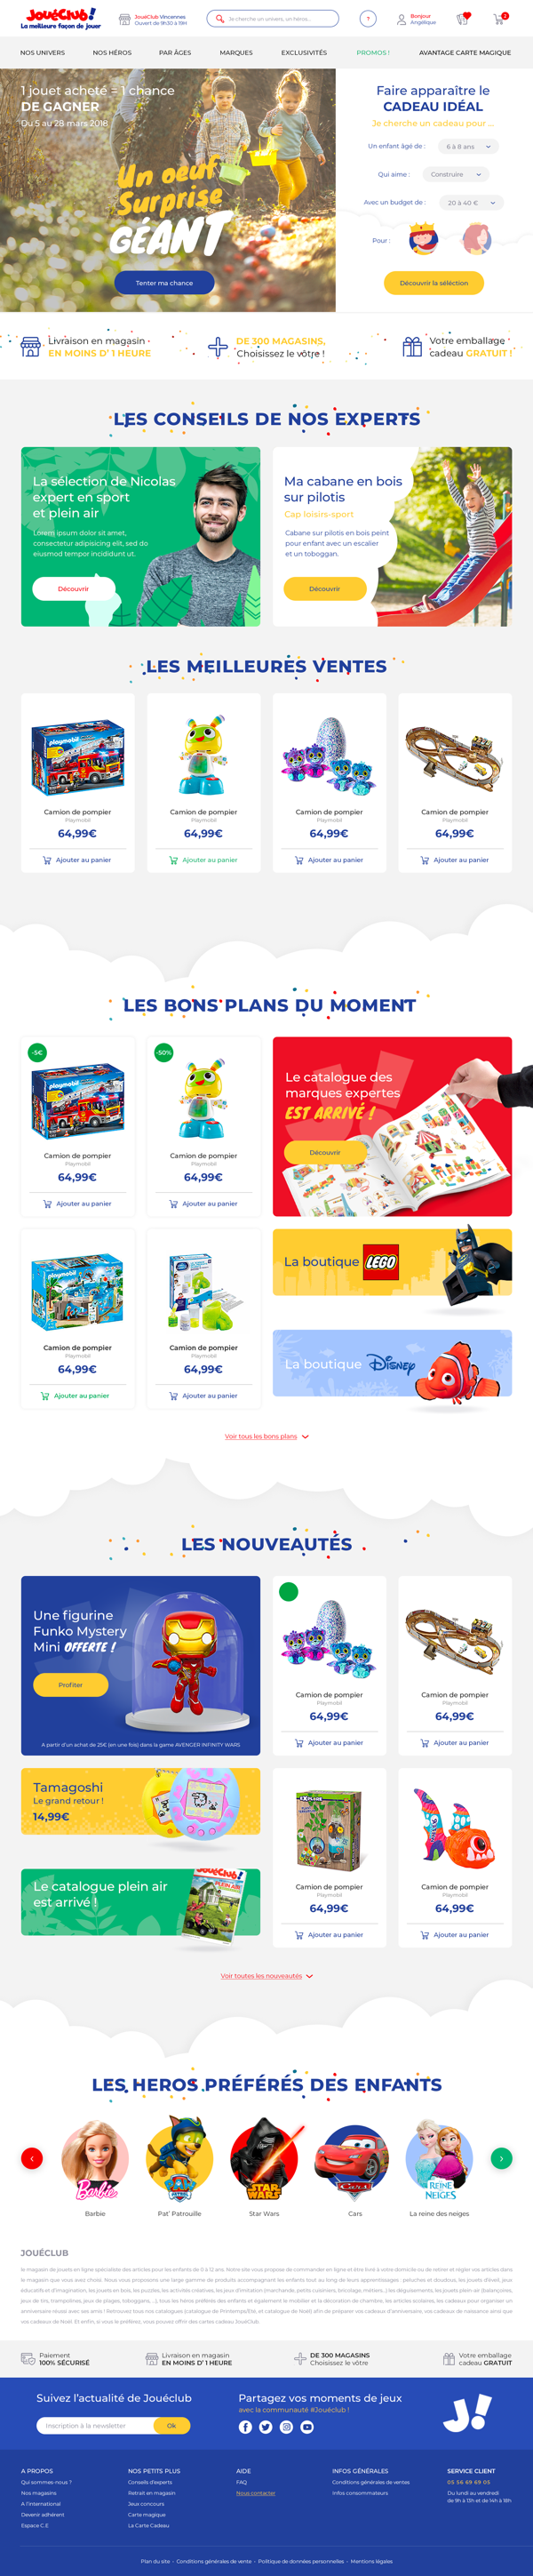 JouéClub!
La meilleure façon de jouer
JouéClub Vincennes
Ouvert de 9h30 à 19H
Je cherche un univers, un héros...
?
Bonjour
Angélique
2
NOS UNIVERS
NOS HÉROS
PAR ÂGES
MARQUES
EXCLUSIVITÉS
PROMOS !
AVANTAGE CARTE MAGIQUE
1 jouet acheté = 1 chance
DE GAGNER
Du 5 au 28 mars 2018
Un oeuf
Surprise
GÉANT
Tenter ma chance
Faire apparaître le
CADEAU IDÉAL
Je cherche un cadeau pour ...
Un enfant âgé de :
6 à 8 ans
Qui aime :
Construire
Avec un budget de :
20 à 40 €
Pour :
Découvrir la séléction
Livraison en magasin
EN MOINS D' 1 HEURE
DE 300 MAGASINS,
Choisissez le vôtre !
Votre emballage
cadeau GRATUIT !
LES CONSEILS DE NOS EXPERTS
La sélection de Nicolas
expert en sport
et plein air
Lorem ipsum dolor sit amet,
consectetur adipisicing elit, sed do
eiusmod tempor incididunt ut.
Découvrir
Ma cabane en bois
sur pilotis
Cap loisirs-sport
Cabane sur pilotis en bois peint
pour enfant avec un escalier
et un toboggan.
Découvrir
LES MEILLEURES VENTES
playmobil
Camion de pompier
Playmobil
64,99€
Ajouter au panier
Camion de pompier
Playmobil
64,99€
Ajouter au panier
Camion de pompier
Playmobil
64,99€
Ajouter au panier
Camion de pompier
Playmobil
64,99€
Ajouter au panier
LES BONS PLANS DU MOMENT
-5€
playmobil
Camion de pompier
Playmobil
64,99€
Ajouter au panier
-50%
Camion de pompier
Playmobil
64,99€
Ajouter au panier
Le catalogue des
marques expertes
EST ARRIVÉ !
Découvrir
La boutique LEGO
La boutique Disney
playmobil
Camion de pompier
Playmobil
64,99€
Ajouter au panier
Camion de pompier
Playmobil
64,99€
Ajouter au panier
Voir tous les bons plans
LES NOUVEAUTÉS
Une figurine
Funko Mystery
Mini OFFERTE !
Profiter
A partir d'un achat de 25€ (en une fois) dans la game AVENGER INFINITY WARS
Camion de pompier
Playmobil
64,99€
Ajouter au panier
Camion de pompier
Playmobil
64,99€
Ajouter au panier
Tamagoshi
Le grand retour !
14,99€
Le catalogue plein air
est arrivé !
JouéClub!
PLEIN AIR
Camion de pompier
Playmobil
64,99€
Ajouter au panier
Camion de pompier
Playmobil
64,99€
Ajouter au panier
Voir toutes les nouveautés
LES HEROS PRÉFÉRÉS DES ENFANTS
Barbie
PAW PATROL
STAR WARS
Cars
LA REINE DES NEIGES
Barbie
Pat' Patrouille
Star Wars
Cars
La reine des neiges
JOUÉCLUB
Paiement
100% SÉCURISÉ
Livraison en magasin
EN MOINS D' 1 HEURE
DE 300 MAGASINS
Choisissez le vôtre
Votre emballage
cadeau GRATUIT
Suivez l'actualité de Jouéclub
Inscription à la newsletter
Ok
Partagez vos moments de jeux
avec la communauté #Jouéclub !
J!
A PROPOS
Qui sommes-nous ?
Nos magasins
A l'international
Devenir adhérent
Espace C.E
NOS PETITS PLUS
Conseils d'experts
Retrait en magasin
Jeux concours
Carte magique
La Carte Cadeau
AIDE
FAQ
Nous contacter
INFOS GÉNÉRALES
Conditions générales de ventes
Infos consommateurs
SERVICE CLIENT
05 56 69 69 05
Du lundi au vendredi
de 9h à 13h et de 14h à 18h
Plan du site - Conditions générales de vente - Politique de données personnelles - Mentions légales